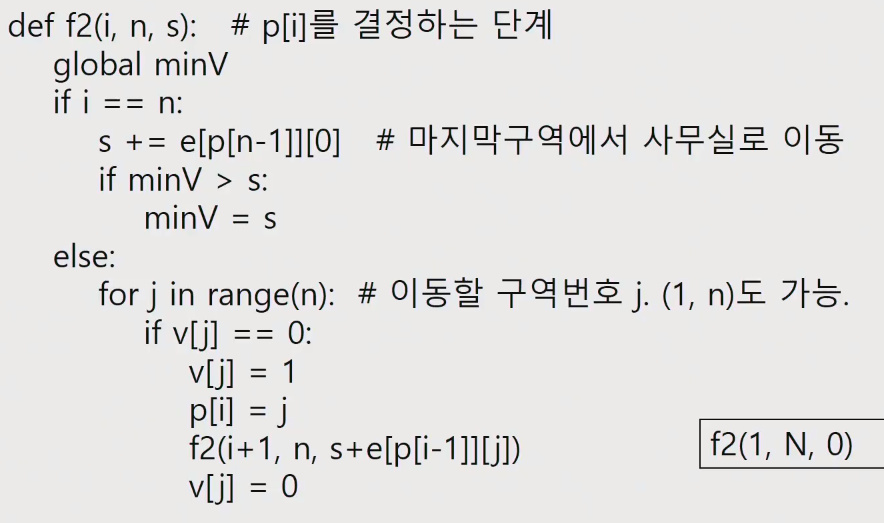 def f2(i, n, s):   # p[i]를 결정하는 단계
global minV
if i == n:
s += e[p[n-1]][0]   # 마지막구역에서 사무실로 이동
if minV > s:
minV = s
else:
for j in range(n):  # 이동할 구역번호 j. (1, n)도 가능.
if v[j] == 0:
v[j] = 1
p[i] = j
f2(i+1, n, s+e[p[i-1]][j])
v[j] = 0
f2(1, N, 0)